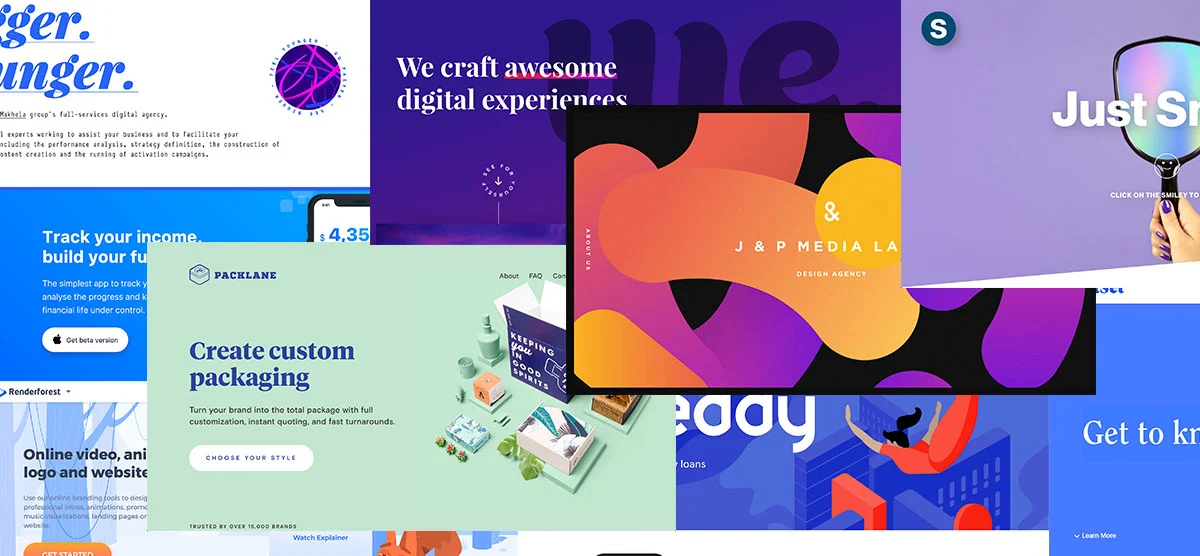 gger.
unger.
Makhela group's full-services digital agency.
l experts working to assist your business and to facilitate your
including the performance analysis, strategy definition, the construction of
ontent creation and the running of activation campaigns.
We craft awesome
digital experiences
me.
SEE FOR YOURSELF
S
Just Sm
CLICK ON THE SMILEY TO
Track your income,
build your fu
The simplest app to track y
analyse the progress and k
financial life under control.
Get beta version
$ 4,35
PACKLANE
About FAQ Con
Create custom
packaging
Turn your brand into the total package with full
customization, instant quoting, and fast turnarounds.
CHOOSE YOUR STYLE
TRUSTED BY OVER 15,000 BRANDS
KEEPING
you
IN
GOOD
SPIRITS
ABOUT US
&
J & P MEDIA LA
DESIGN AGENCY
Renderforest
Online video, ani
logo and website
Use our online branding tools to desig
professional intros, animations, promo
music visualizations, landing pages or
website.
GET STARTED
Watch Explainer
eddy
y loans
Get to kn
Learn More